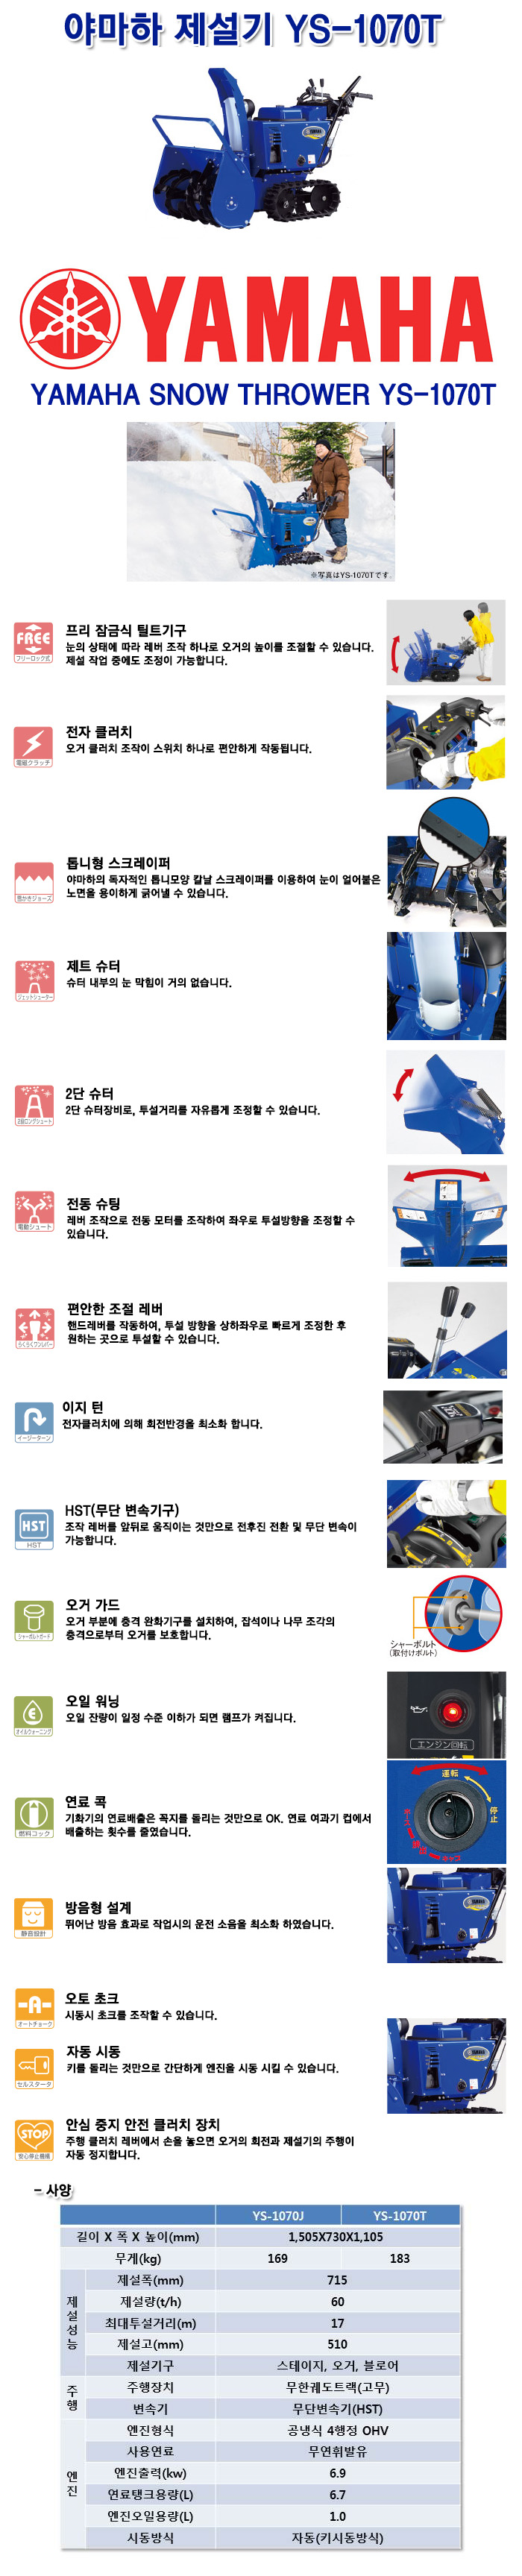 야마하 제설기 YS-1070T
YAMAHA
YAMAHA SNOW THROWER YS-1070T
※写真はYS-1070Tです.
FREE
フリーロック式
프리 잠금식 틸트기구
눈의 상태에 따라 레버 조작 하나로 오거의 높이를 조절할 수 있습니다.
제설 작업 중에도 조정이 가능합니다.
電磁クラッチ
전자 클러치
오거 클러치 조작이 스위치 하나로 편안하게 작동됩니다.
雪かきジョーズ
톱니형 스크레이퍼
야마하의 독자적인 톱니모양 칼날 스크레이퍼를 이용하여 눈이 얼어붙은
노면을 용이하게 긁어낼 수 있습니다.
ジェットシューター
제트 슈터
슈터 내부의 눈 막힘이 거의 없습니다.
2段ロングシュート
2단 슈터
2단 슈터장비로, 투설거리를 자유롭게 조정할 수 있습니다.
電動シュート
전동 슈팅
레버 조작으로 전동 모터를 조작하여 좌우로 투설방향을 조정할 수
있습니다.
らくらくワンレバー
편안한 조절 레버
핸드레버를 작동하여, 투설 방향을 상하좌우로 빠르게 조정한 후
원하는 곳으로 투설할 수 있습니다.
イージーターン
이지 턴
전자클러치에 의해 회전반경을 최소화 합니다.
HST
HST
HST(무단 변속기구)
조작 레버를 앞뒤로 움직이는 것만으로 전후진 전환 및 무단 변속이
가능합니다.
シャーボルトガード
오거 가드
오거 부분에 충격 완화기구를 설치하여, 잡석이나 나무 조각의
충격으로부터 오거를 보호합니다.
シャーボルト
(取付けボルト)
オイルウォーニング
오일 워닝
오일 잔량이 일정 수준 이하가 되면 램프가 켜집니다.
エンジン回転
燃料コック
연료 콕
기화기의 연료배출은 꼭지를 돌리는 것만으로 OK. 연료 여과기 컵에서
배출하는 횟수를 줄였습니다.
運転
停止
静音設計
방음형 설계
뛰어난 방음 효과로 작업시의 운전 소음을 최소화 하였습니다.
A
オートチョーク
오토 초크
시동시 초크를 조작할 수 있습니다.
セルスタータ
자동 시동
키를 돌리는 것만으로 간단하게 엔진을 시동 시킬 수 있습니다.
STOP
安心停止機構
안심 중지 안전 클러치 장치
주행 클러치 레버에서 손을 놓으면 오거의 회전과 제설기의 주행이
자동 정지합니다.
- 사양
YS-1070J YS-1070T
길이 X 폭 X 높이(mm) 1,505X730X1,105
무게(kg) 169 183
제설성능
제설폭(mm) 715
제설량(t/h) 60
최대투설거리(m) 17
제설고(mm) 510
제설기구 스테이지, 오거, 블로어
주행
주행장치 무한궤도트랙(고무)
변속기 무단변속기(HST)
엔진
엔진형식 공냉식 4행정 OHV
사용연료 무연휘발유
엔진출력(kw) 6.9
연료탱크용량(L) 6.7
엔진오일용량(L) 1.0
시동방식 자동(키시동방식)